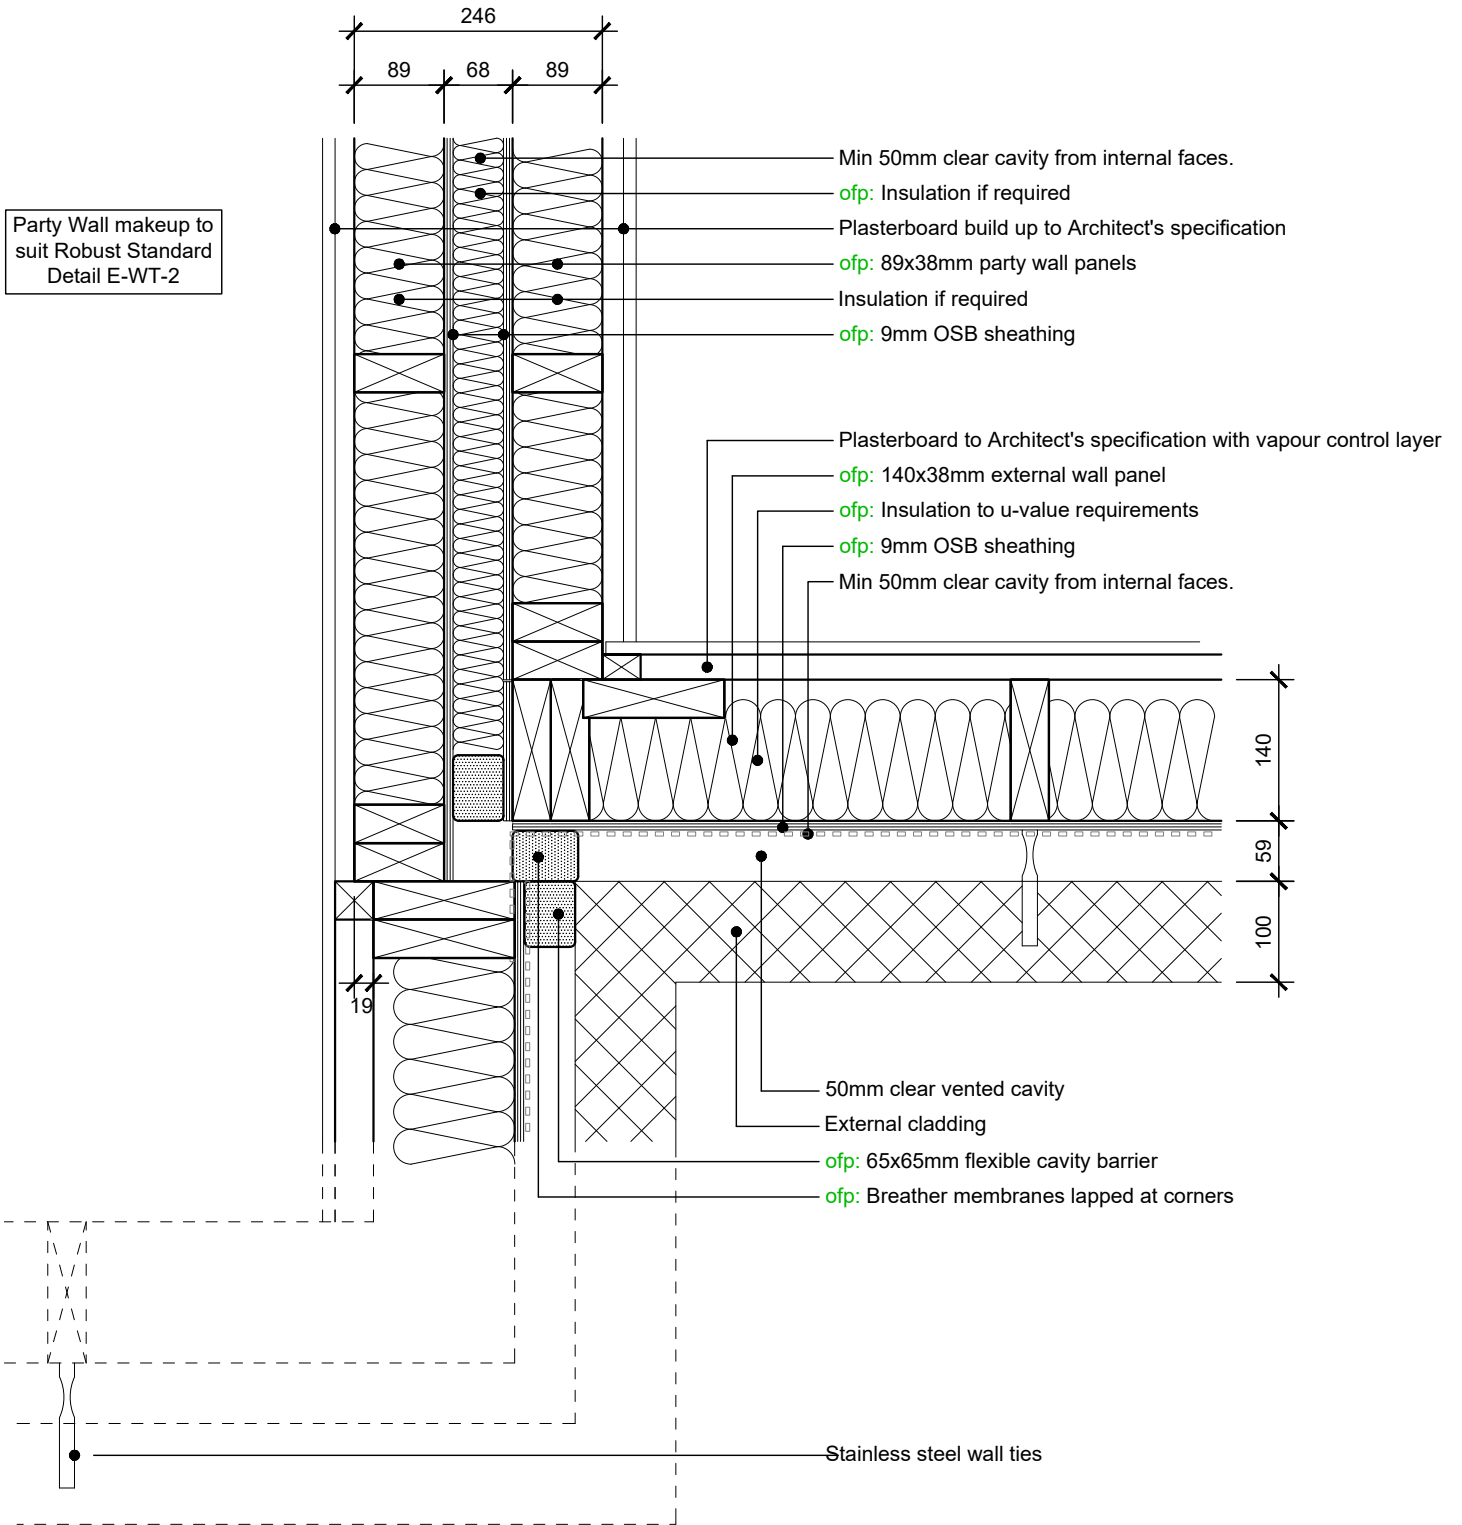 246
89
68
89
Min 50mm clear cavity from internal faces.
ofp: Insulation if required
Party Wall makeup to
suit Robust Standard
Detail E-WT-2
Plasterboard build up to Architect's specification
ofp: 89x38mm party wall panels
Insulation if required
ofp: 9mm OSB sheathing
Plasterboard to Architect's specification with vapour control layer
ofp: 140x38mm external wall panel
ofp: Insulation to u-value requirements
ofp: 9mm OSB sheathing
Min 50mm clear cavity from internal faces.
140
59
100
19
50mm clear vented cavity
External cladding
ofp: 65x65mm flexible cavity barrier
ofp: Breather membranes lapped at corners
Stainless steel wall ties